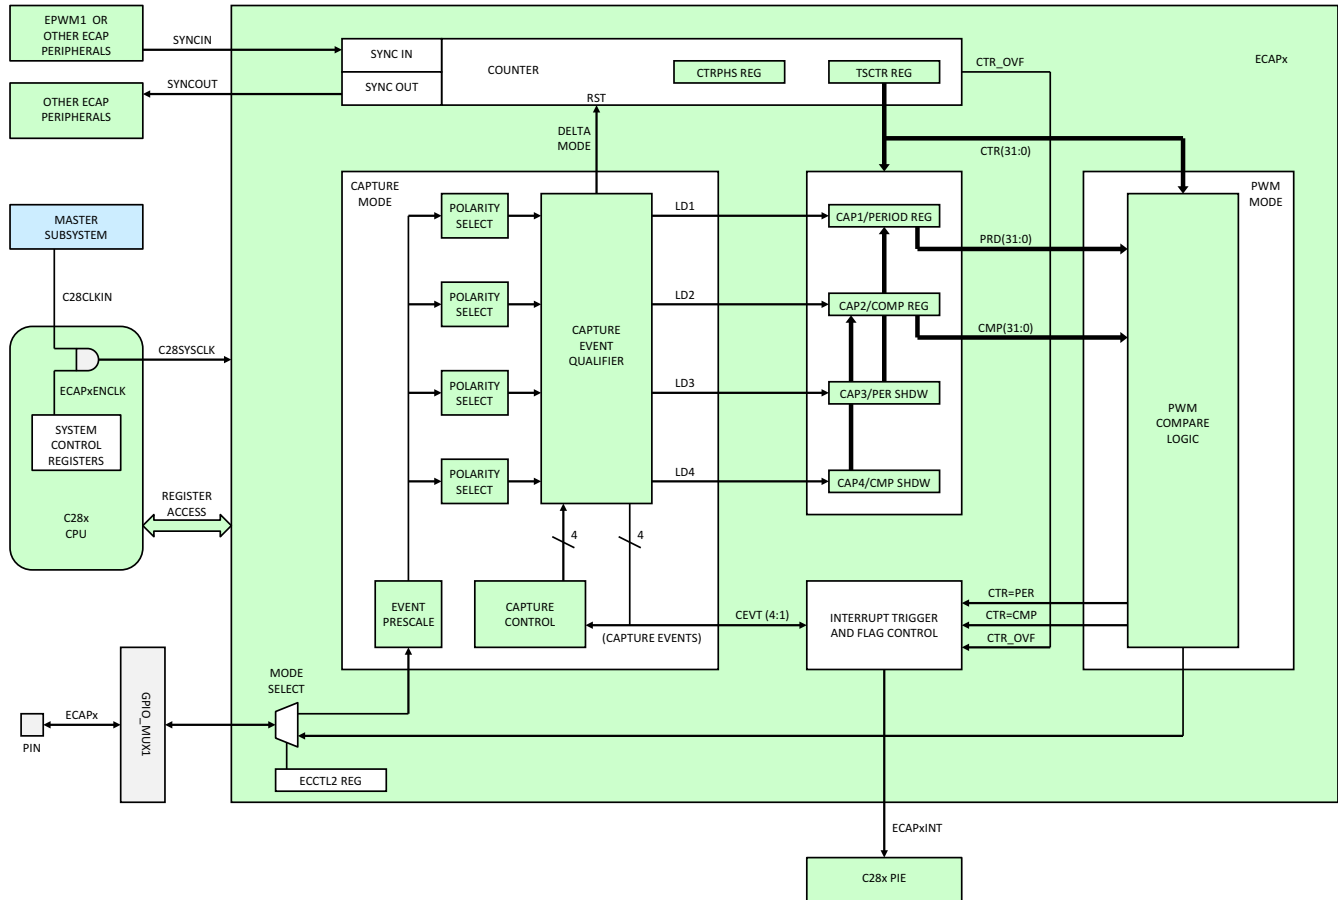 EPWM1 OR
OTHER ECAP
PERIPHERALS
SYNCIN
SYNC IN
COUNTER
CTRPHS REG
TSCTR REG
CTR_OVF
ECAPx
OTHER ECAP
PERIPHERALS
SYNCOUT
SYNC OUT
RST
DELTA
MODE
CTR(31:0)
CAPTURE
MODE
PWM
MODE
MASTER
SUBSYSTEM
C28CLKIN
C28SYSCLK
ECAPxENCLK
SYSTEM
CONTROL
REGISTERS
C28x
CPU
REGISTER
ACCESS
POLARITY
SELECT
POLARITY
SELECT
POLARITY
SELECT
POLARITY
SELECT
CAPTURE
EVENT
QUALIFIER
LD1
LD2
LD3
LD4
CAP1/PERIOD REG
CAP2/COMP REG
CAP3/PER SHDW
CAP4/CMP SHDW
PRD(31:0)
CMP(31:0)
PWM
COMPARE
LOGIC
4
4
EVENT
PRESCALE
CAPTURE
CONTROL
CEVT (4:1)
(CAPTURE EVENTS)
INTERRUPT TRIGGER
AND FLAG CONTROL
CTR=PER
CTR=CMP
CTR_OVF
MODE
SELECT
ECAPx
PIN
GPIO_MUX1
ECCTL2 REG
ECAPxINT
C28x PIE